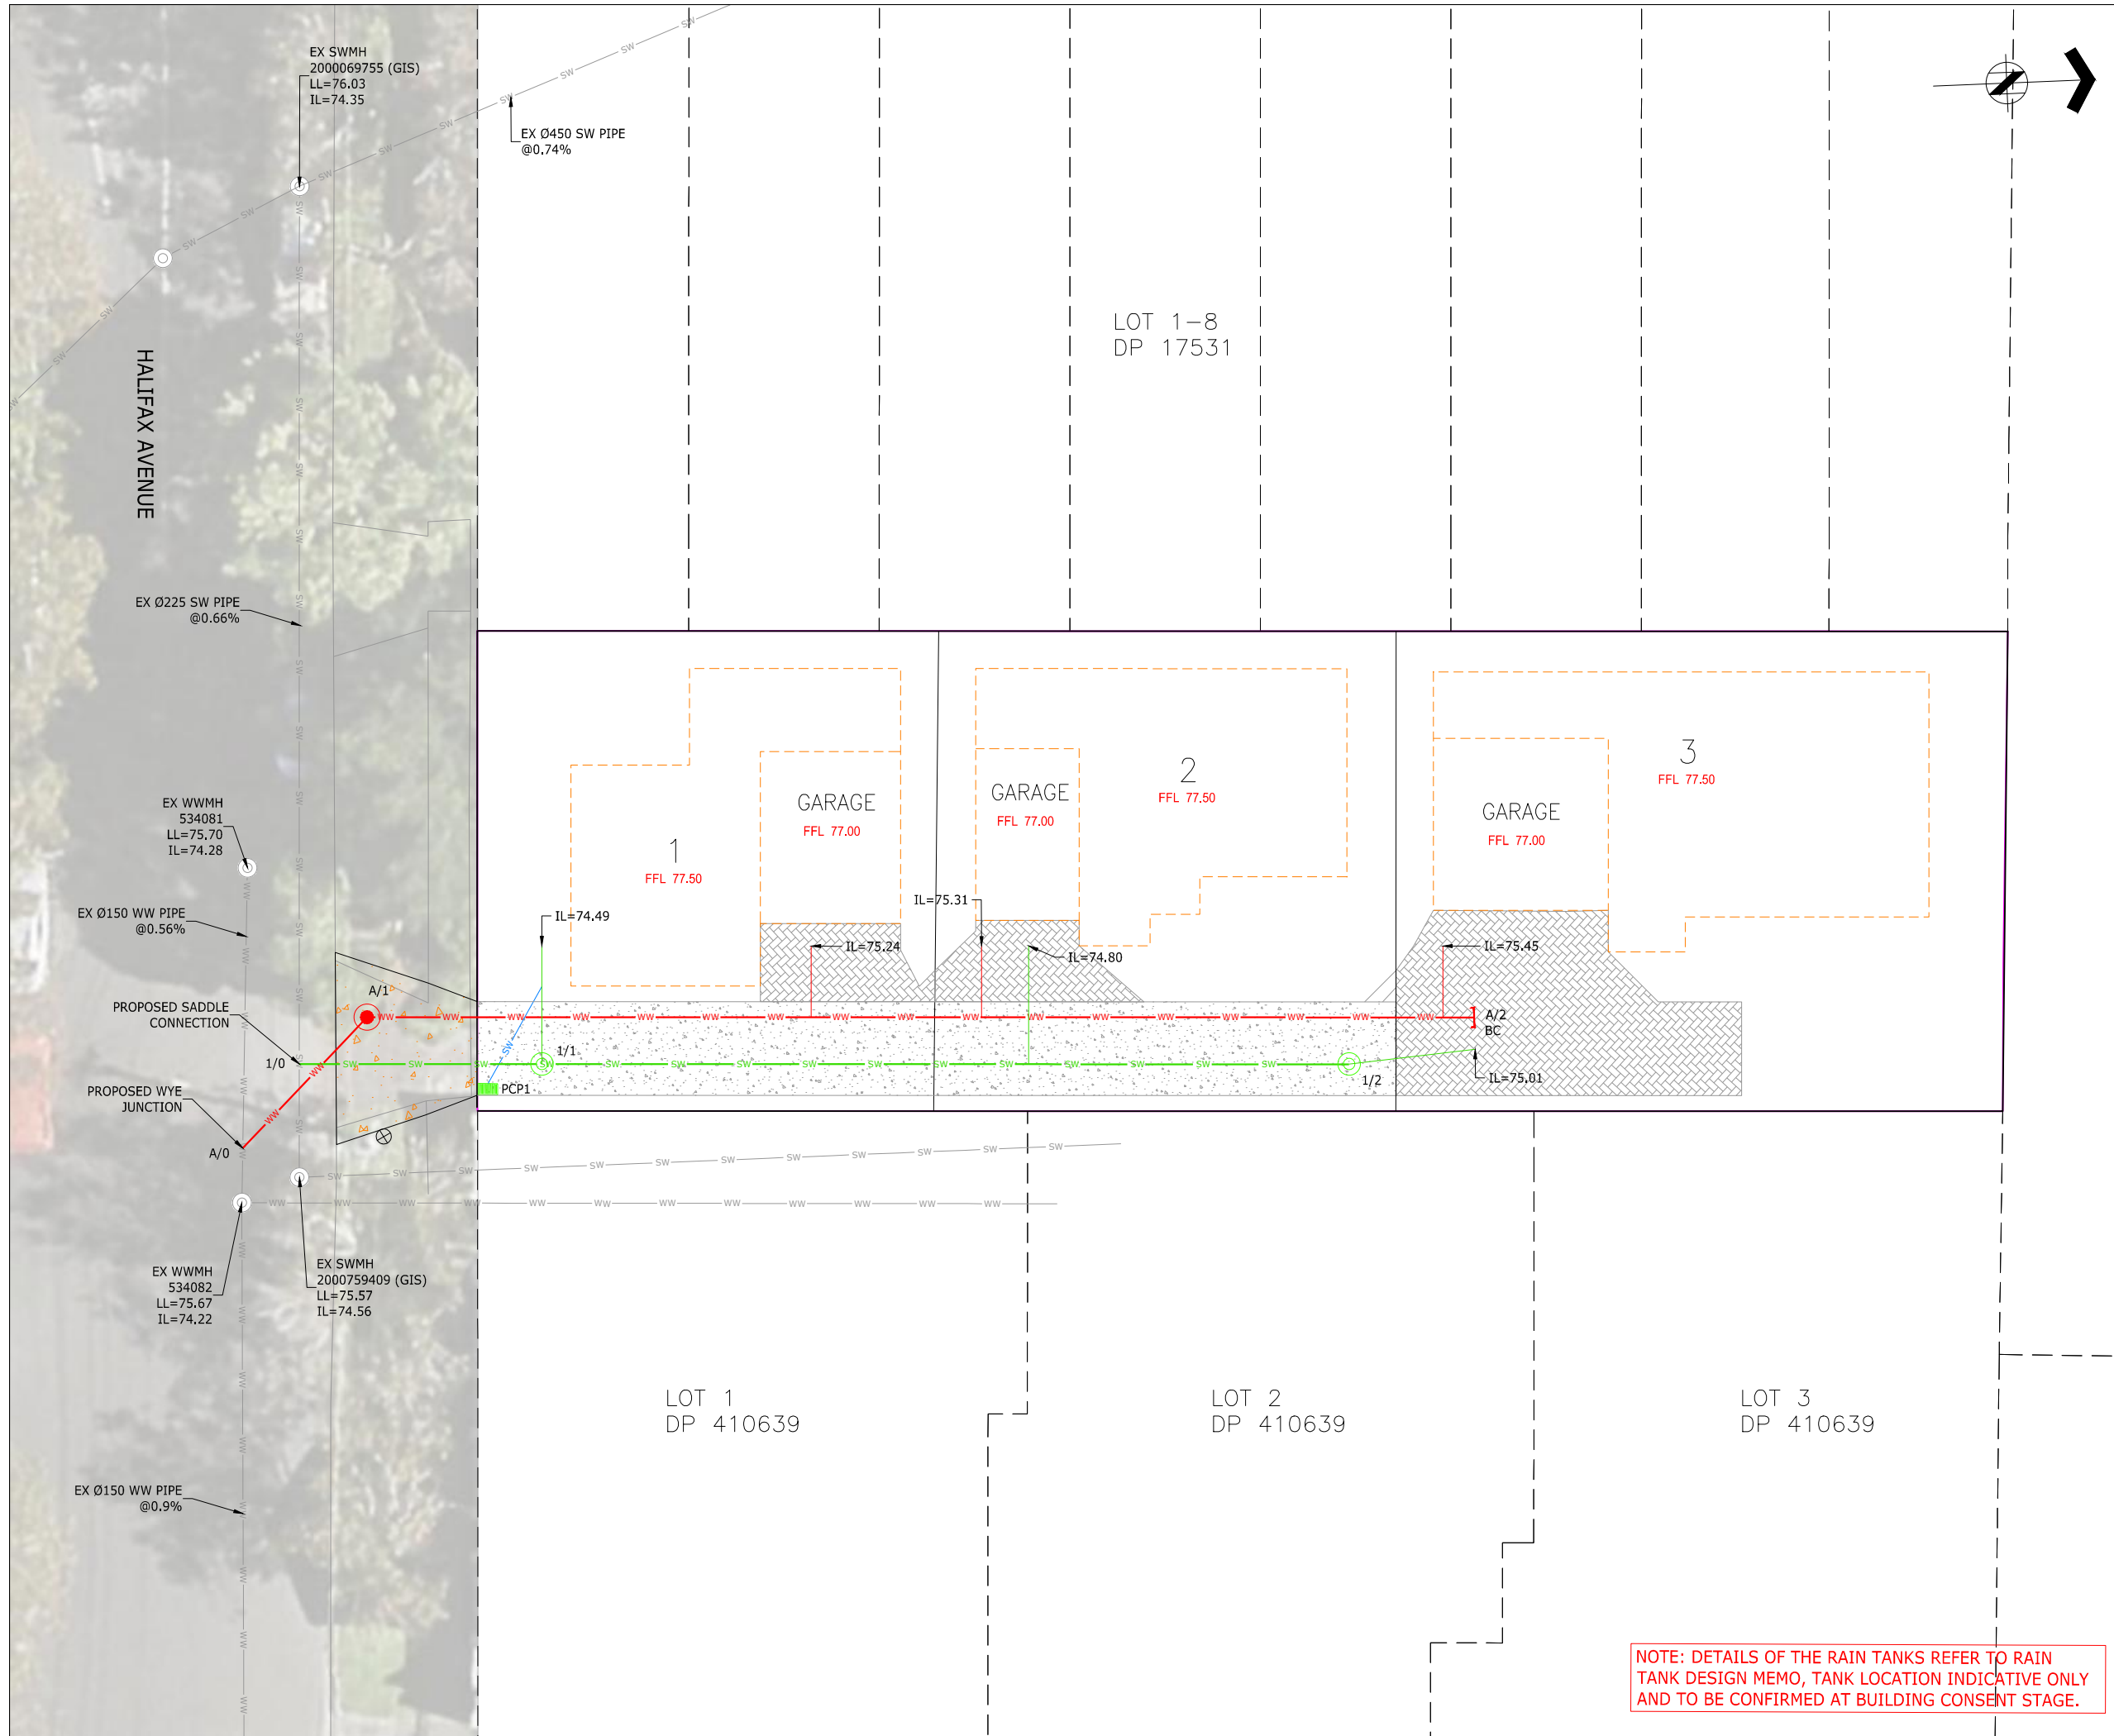 EX SWMH
2000069755 (GIS)
LL=76.03
IL=74.35
EX Ø450 SW PIPE
@0.74%
HALIFAX AVENUE
LOT 1-8
DP 17531
EX Ø225 SW PIPE
@0.66%
EX WWMH
534081
LL=75.70
IL=74.28
EX Ø150 WW PIPE
@0.56%
PROPOSED SADDLE
CONNECTION
1/0
PROPOSED WYE
JUNCTION
A/0
A/1
1
FFL 77.50
GARAGE
FFL 77.00
GARAGE
FFL 77.00
2
FFL 77.50
GARAGE
FFL 77.00
3
FFL 77.50
IL=74.49
IL=75.24
IL=75.31
IL=74.80
IL=75.45
A/2
BC
1/1
1/2
IL=75.01
PCP1
EX WWMH
534082
LL=75.67
IL=74.22
EX SWMH
2000759409 (GIS)
LL=75.57
IL=74.56
EX Ø150 WW PIPE
@0.9%
LOT 1
DP 410639
LOT 2
DP 410639
LOT 3
DP 410639
NOTE: DETAILS OF THE RAIN TANKS REFER TO RAIN
TANK DESIGN MEMO, TANK LOCATION INDICATIVE ONLY
AND TO BE CONFIRMED AT BUILDING CONSENT STAGE.
SW
WW